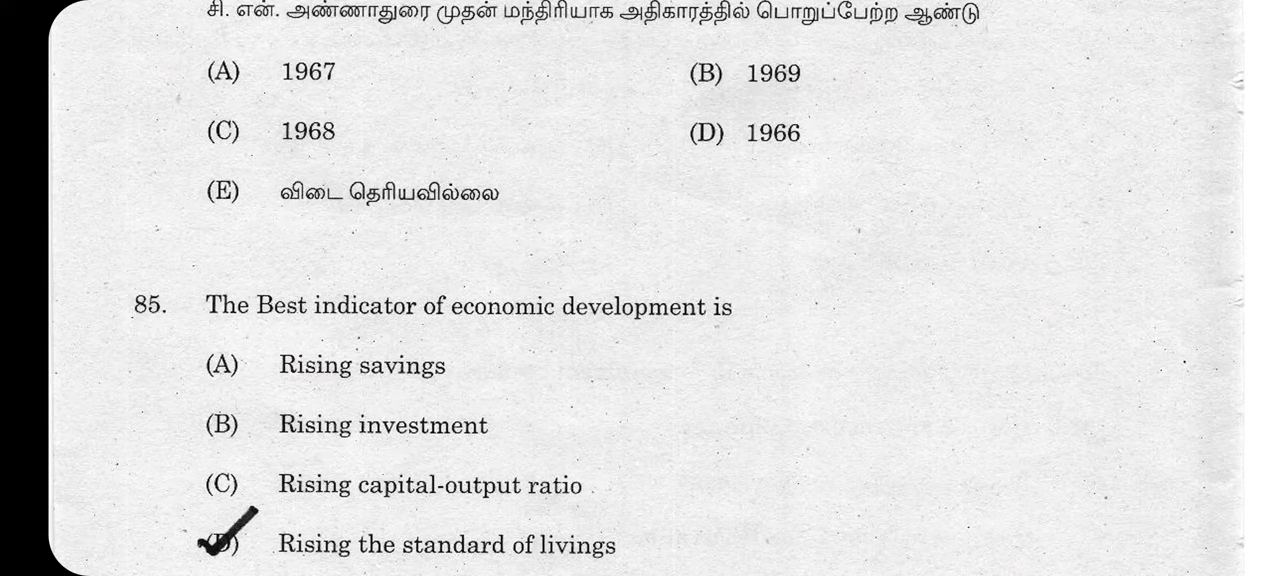 சி. என். அண்ணாதுரை முதன் மந்திரியாக அதிகாரத்தில் பொறுப்பேற்ற ஆண்டு
(A) 1967 (B) 1969
(C) 1968 (D) 1966
(E) விடை தெரியவில்லை
85. The Best indicator of economic development is
(A) Rising savings
(B) Rising investment
(C) Rising capital-output ratio
(D) Rising the standard of livings